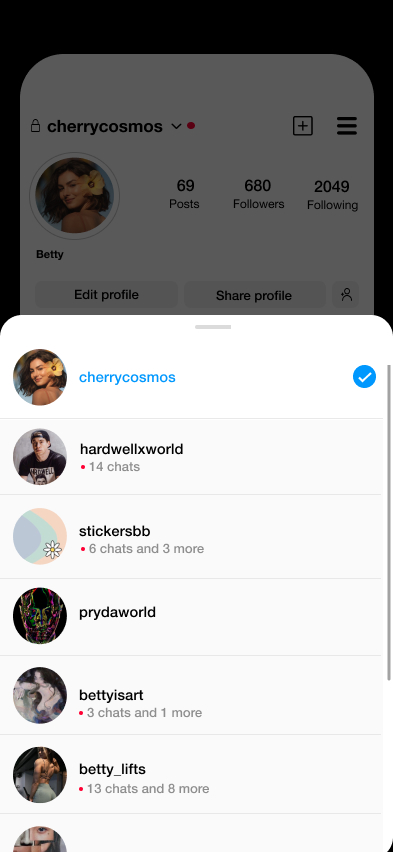 cherrycosmos
69 680 2049
Posts Followers Following
Betty
Edit profile Share profile
cherrycosmos
hardwellxworld
14 chats
stickersbb
6 chats and 3 more
prydaworld
bettyisart
3 chats and 1 more
betty_lifts
13 chats and 8 more